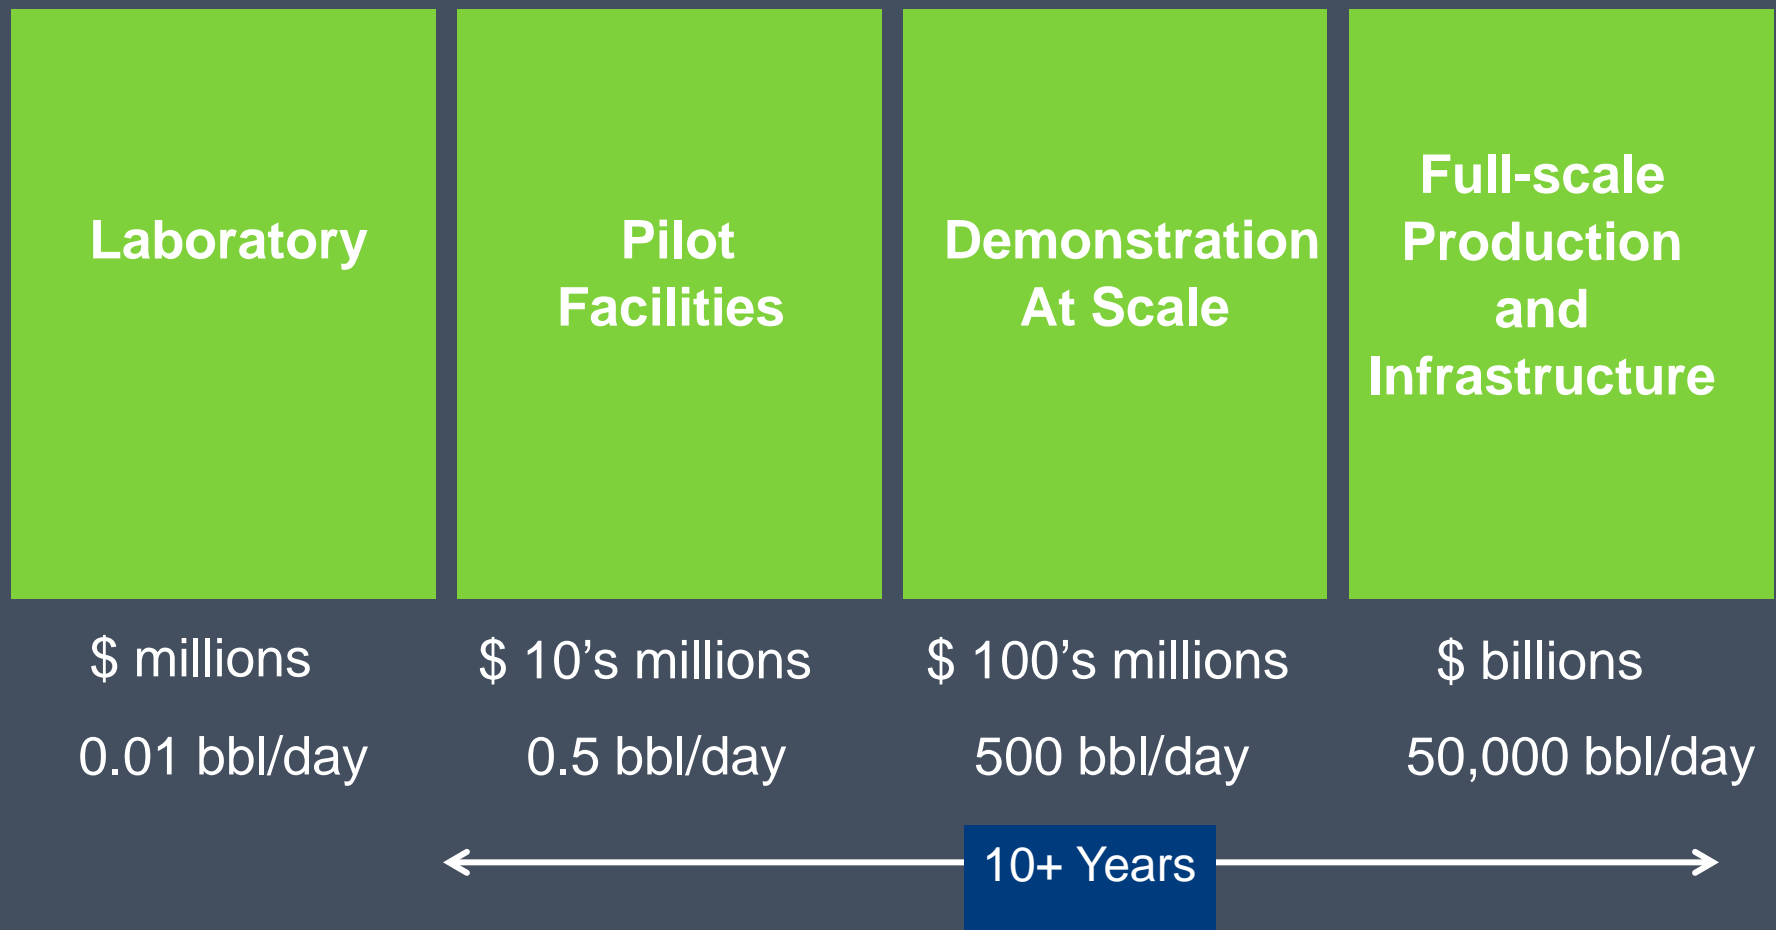 Laboratory
Pilot
Facilities
Demonstration
At Scale
Full-scale
Production
and
Infrastructure
$ millions
$ 10’s millions
$ 100’s millions
$ billions
0.01 bbl/day
0.5 bbl/day
500 bbl/day
50,000 bbl/day
10+ Years